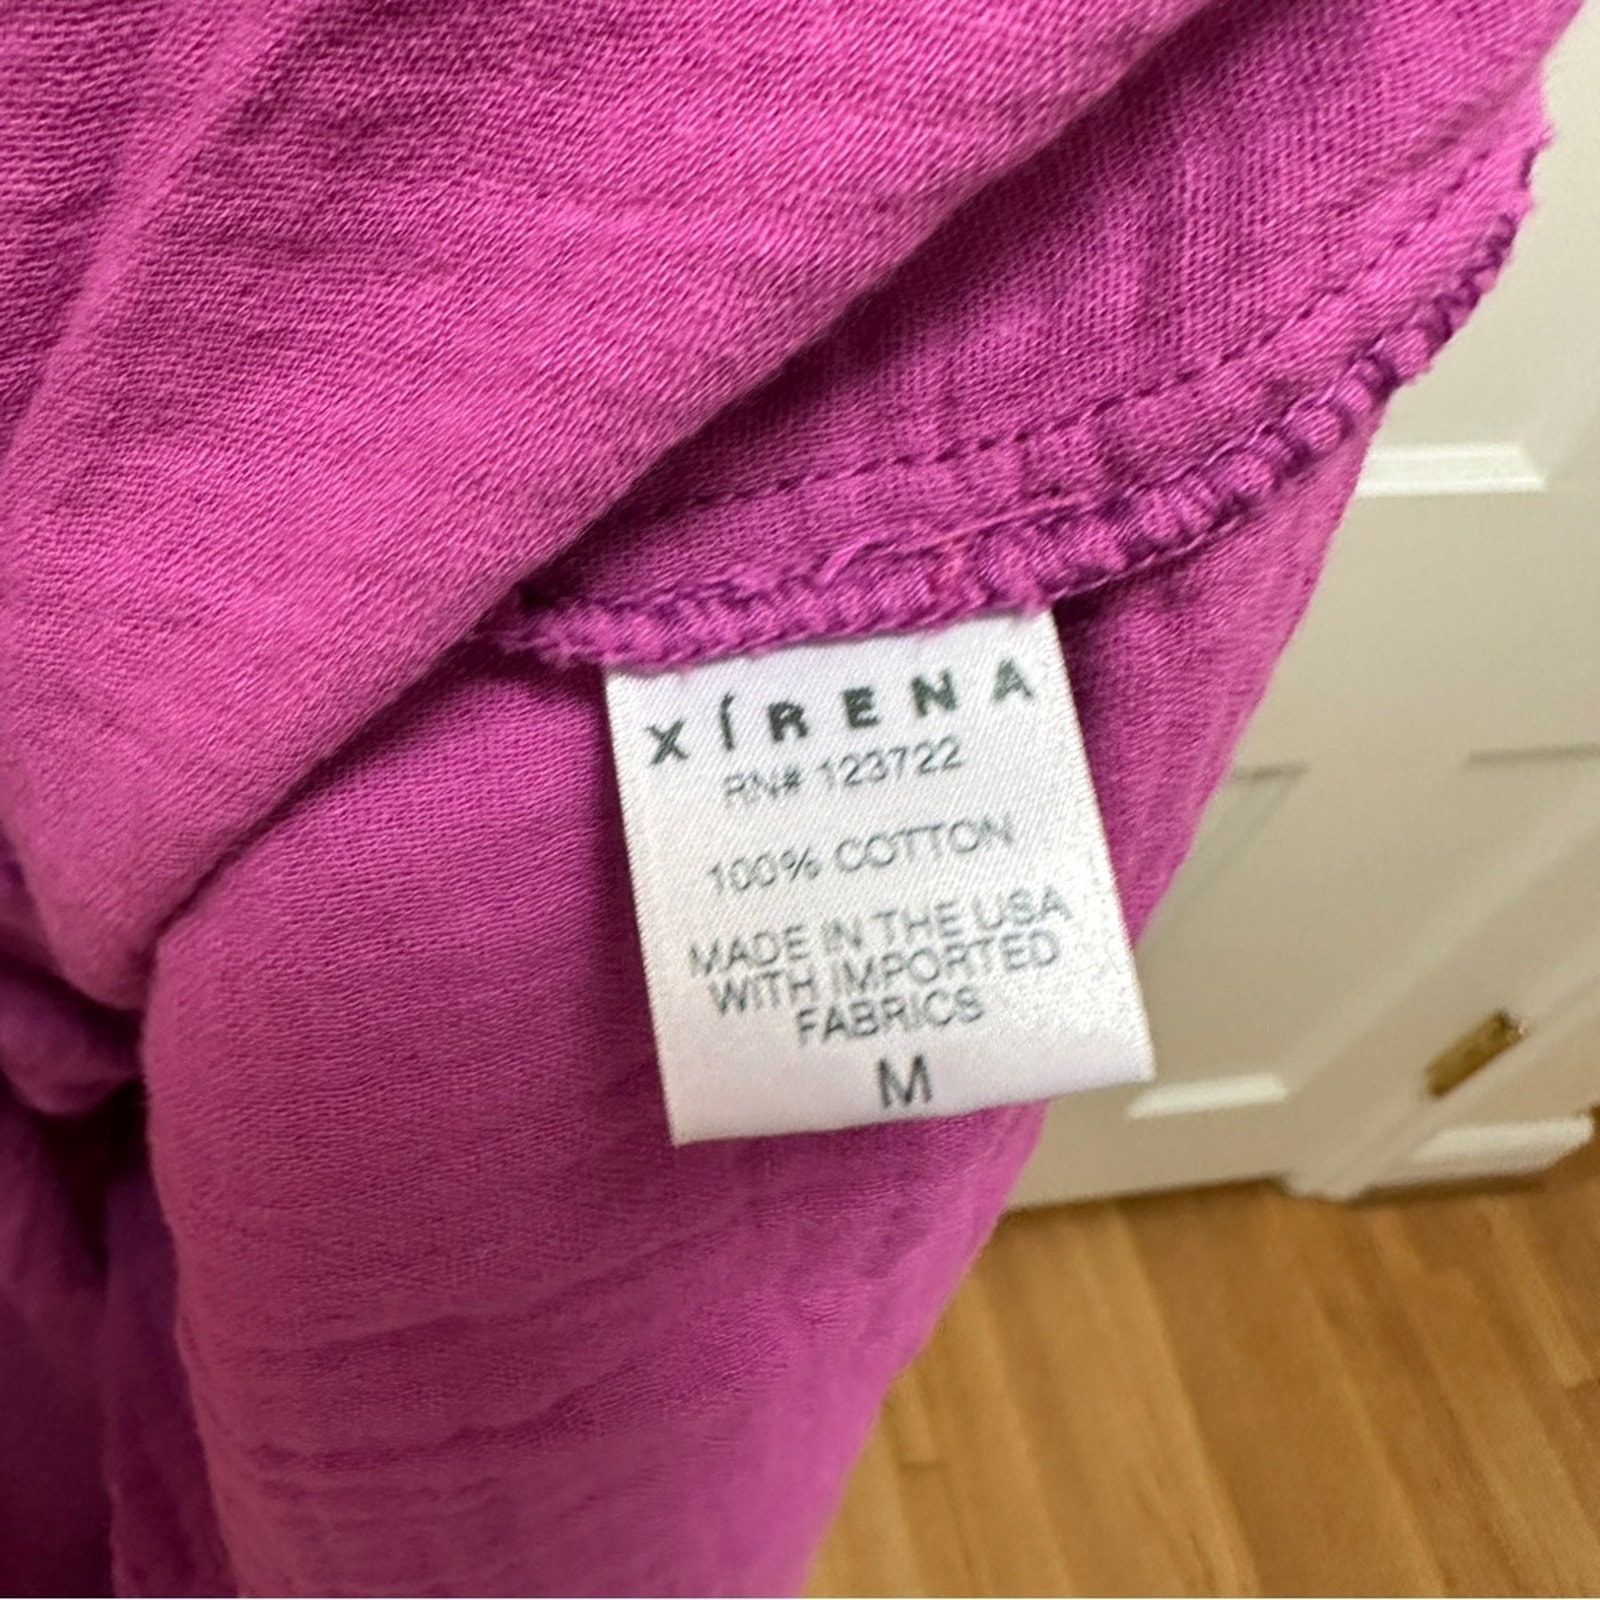 XÍRENA
RN# 123722
100% COTTON
MADE IN THE USA
WITH IMPORTED
FABRICS
M